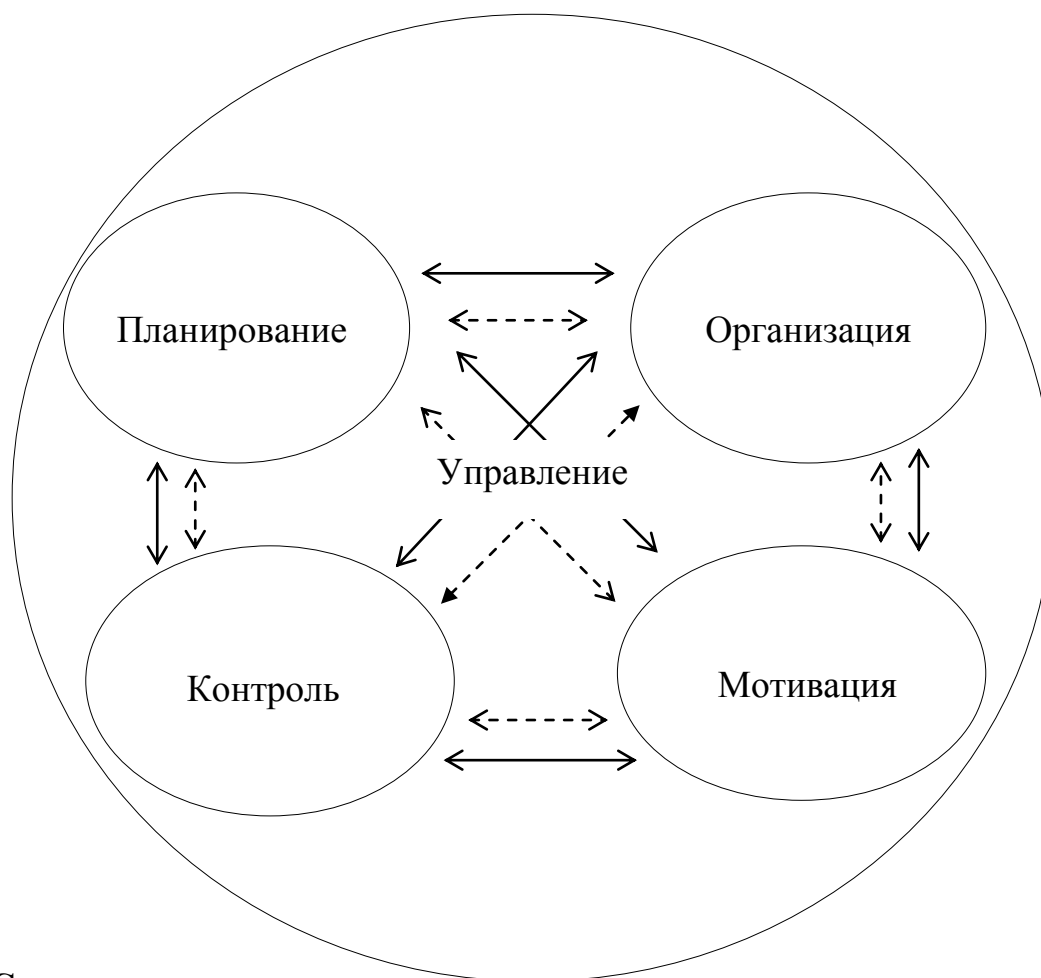 Планирование
Организация
Управление
Контроль
Мотивация